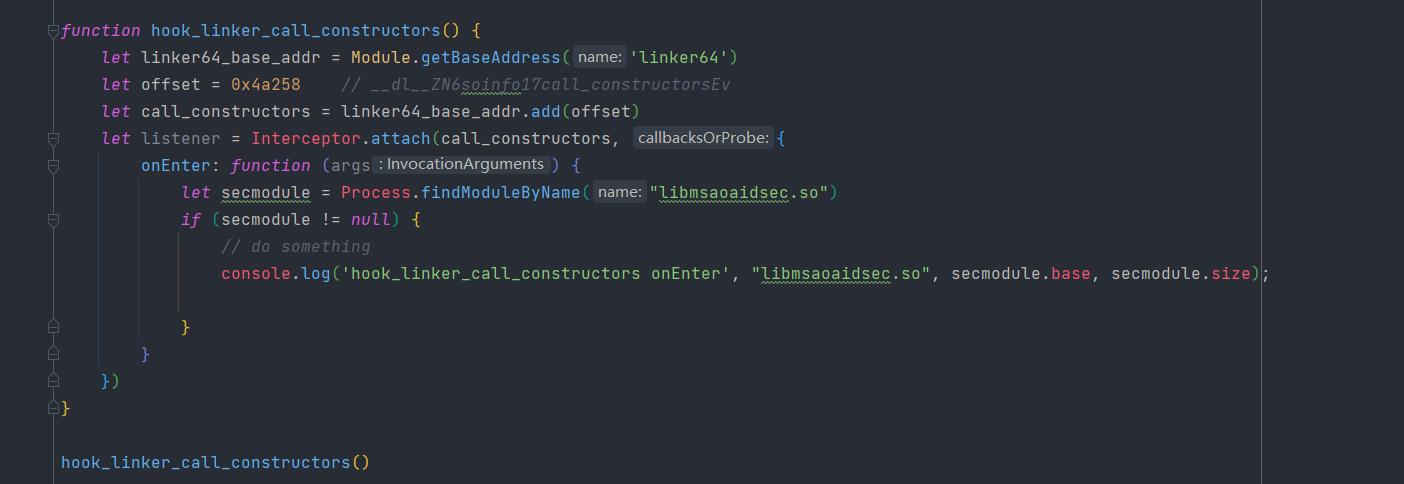 function hook_linker_call_constructors() {
let linker64_base_addr = Module.getBaseAddress( name: 'linker64')
let offset = 0x4a258 // __dl__ZN6soinfo17call_constructorsEv
let call_constructors = linker64_base_addr.add(offset)
let listener = Interceptor.attach(call_constructors, callbacksOrProbe: {
onEnter: function (args : InvocationArguments ) {
let secmodule = Process.findModuleByName( name: "libmsaoaidsec.so")
if (secmodule != null) {
// do something
console.log('hook_linker_call_constructors onEnter', "libmsaoaidsec.so", secmodule.base, secmodule.size);
}
}
})
}
hook_linker_call_constructors()